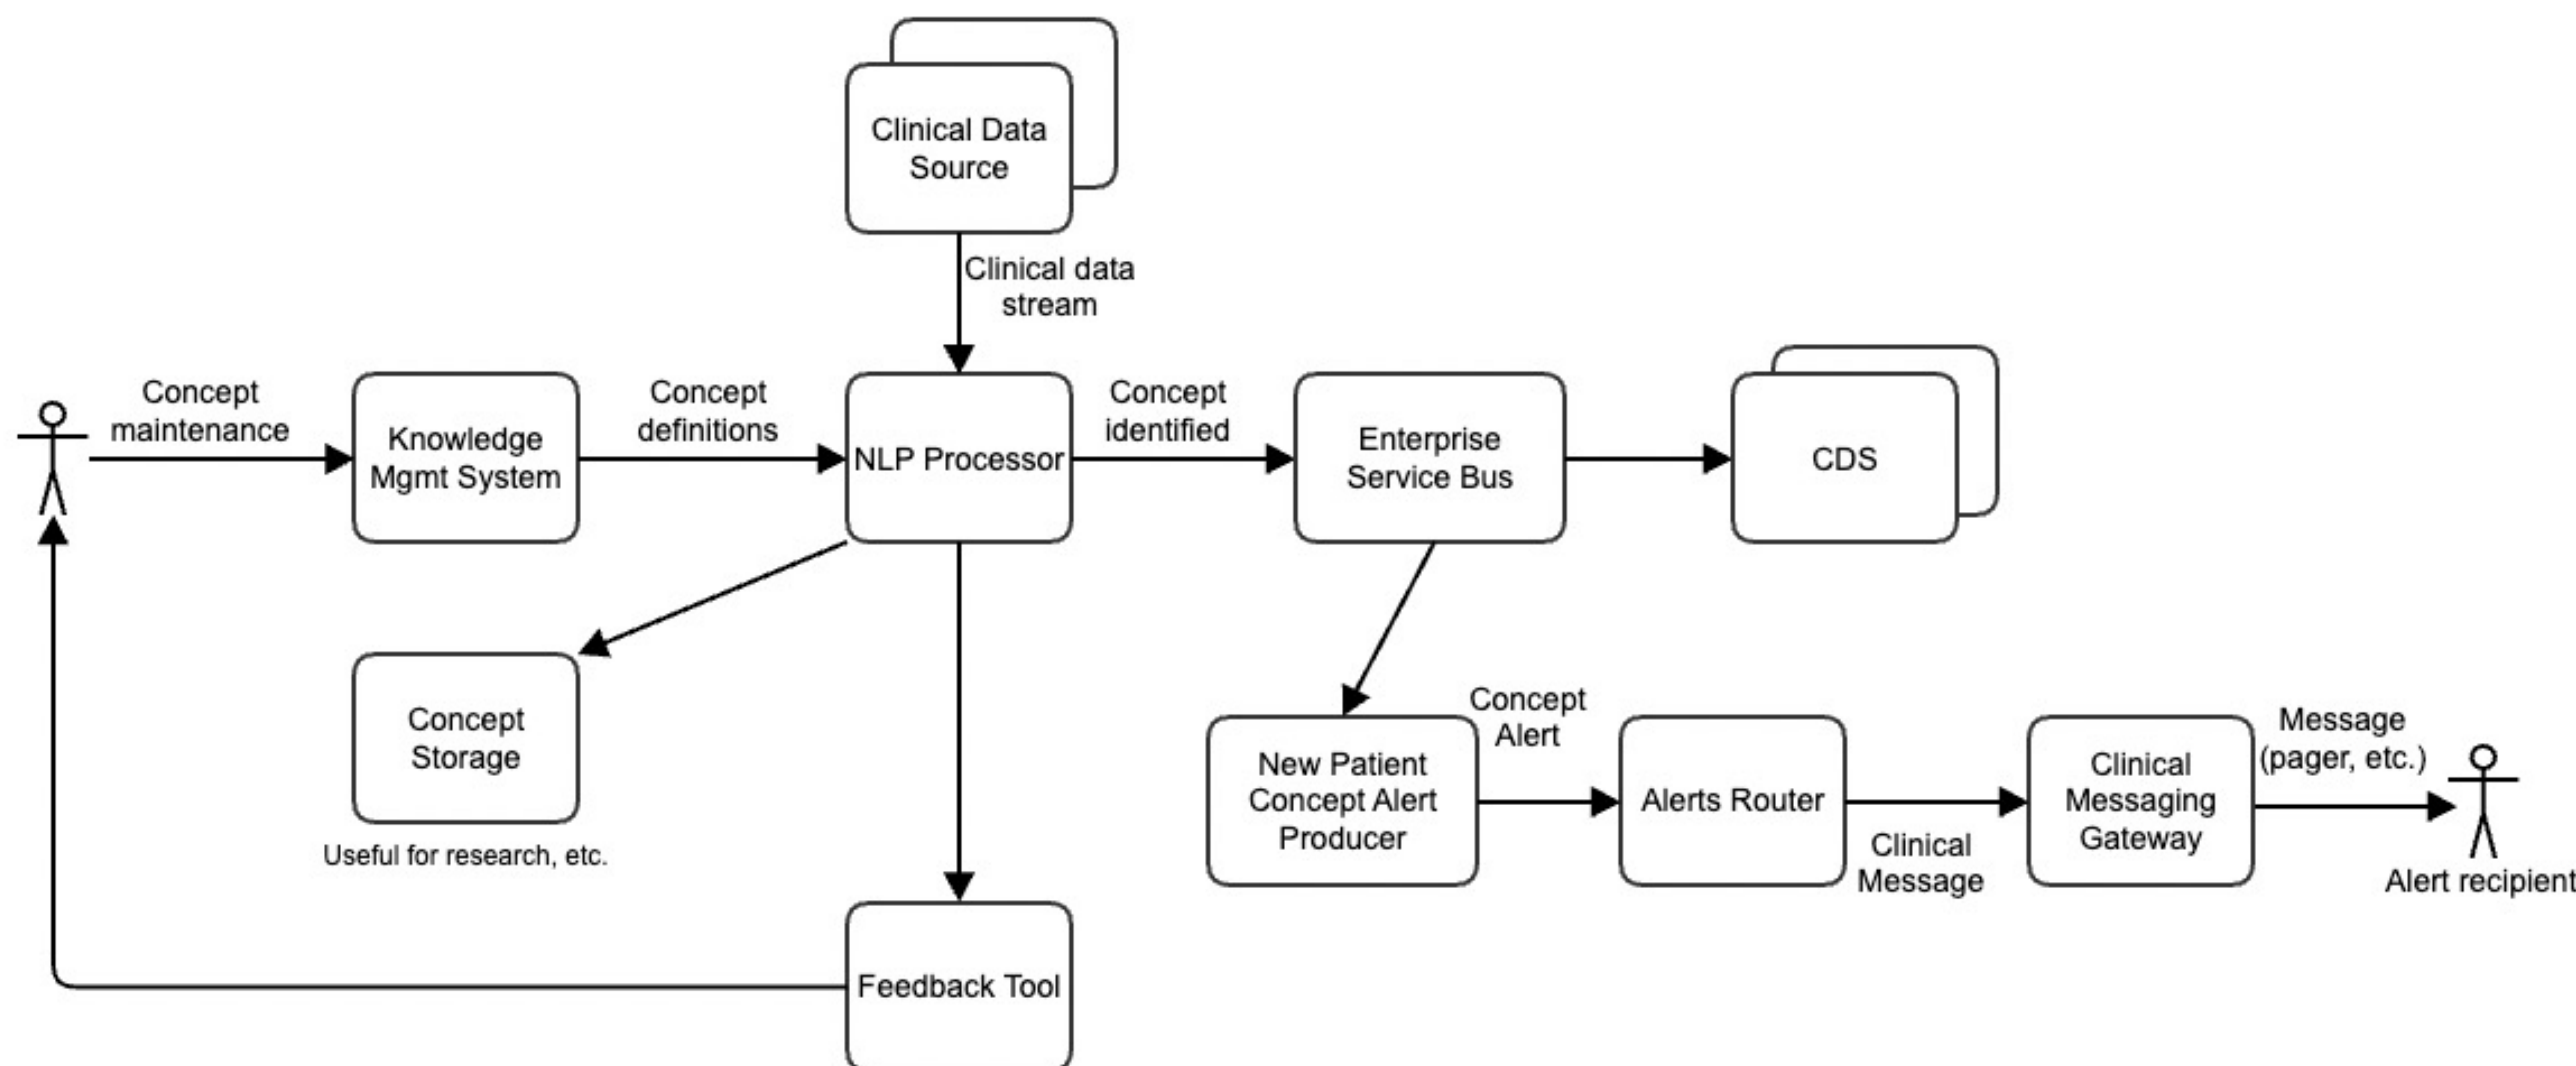 Clinical Data
Source
Clinical data
stream
Concept
maintenance
Knowledge
Mgmt System
Concept
definitions
NLP Processor
Concept
identified
Enterprise
Service Bus
CDS
Concept
Storage
Useful for research, etc.
New Patient
Concept Alert
Producer
Concept
Alert
Alerts Router
Clinical
Message
Clinical
Messaging
Gateway
Message
(pager, etc.)
Alert recipient
Feedback Tool